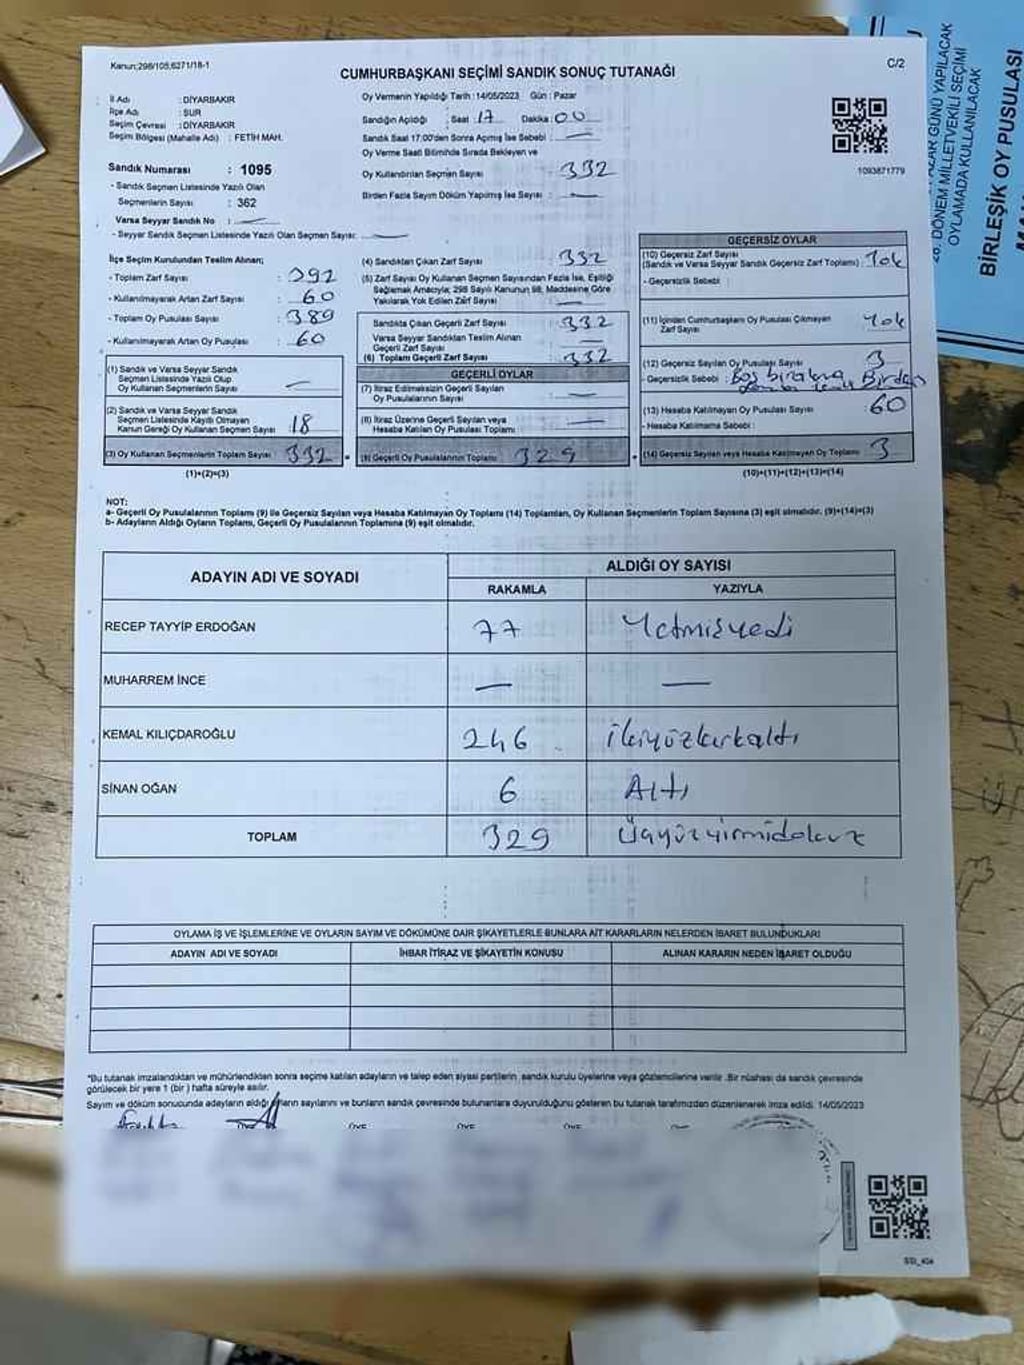 Kanun;298/105;6271/18-1
C/2
CUMHURBAŞKANI SEÇİMİ SANDIK SONUÇ TUTANAĞI
İl Adı : DİYARBAKIR
İlçe Adı : SUR
Seçim Çevresi : DİYARBAKIR
Seçim Bölgesi (Mahalle Adı) : FETİH MAH.
Sandık Numarası : 1095
- Sandık Seçmen Listesinde Yazılı Olan
Seçmenlerin Sayısı : 362
Varsa Seyyar Sandık No : —
- Seyyar Sandık Seçmen Listesinde Yazılı Olan Seçmen Sayısı: —
Oy Vermenin Yapıldığı Tarih : 14/05/2023 Gün : Pazar
Sandığın Açıldığı : Saat : 17 Dakika : 00
Sandık Saat 17:00'den Sonra Açılmış İse Sebebi : —
Oy Verme Saati Bitiminde Sırada Bekleyen ve
Oy Kullandırılan Seçmen Sayısı : 332
Birden Fazla Sayım Döküm Yapılmış İse Sayısı : —
1093871779
İlçe Seçim Kurulundan Teslim Alınan;
- Toplam Zarf Sayısı : 392
- Kullanılmayarak Artan Zarf Sayısı : 60
- Toplam Oy Pusulası Sayısı : 389
- Kullanılmayarak Artan Oy Pusulası : 60
(1) Sandık ve Varsa Seyyar Sandık
Seçmen Listesinde Yazılı Olup
Oy Kullanan Seçmenlerin Sayısı : —
(2) Sandık ve Varsa Seyyar Sandık
Seçmen Listesinde Kayıtlı Olmayan
Kanun Gereği Oy Kullanan Seçmen Sayısı : 18
(3) Oy Kullanan Seçmenlerin Toplam Sayısı : 332
(1)+(2)=(3)
(4) Sandıktan Çıkan Zarf Sayısı : 332
(5) Zarf Sayısı Oy Kullanan Seçmen Sayısından Fazla İse, Eşitliği
Sağlamak Amacıyla; 298 Sayılı Kanunun 98; Maddesine Göre
Yakılarak Yok Edilen Zarf Sayısı : —
Sandıkta Çıkan Geçerli Zarf Sayısı : 332
Varsa Seyyar Sandıktan Teslim Alınan
Geçerli Zarf Sayısı : —
(6) Toplam Geçerli Zarf Sayısı : 332
GEÇERLİ OYLAR
(7) İtiraz Edilmeksizin Geçerli Sayılan
Oy Pusulalarının Sayısı : —
(8) İtiraz Üzerine Geçerli Sayılan veya
Hesaba Katılan Oy Pusulası Toplamı : —
(9) Geçerli Oy Pusulalarının Toplamı : 329
GEÇERSİZ OYLAR
(10) Geçersiz Zarf Sayısı
(Sandık ve Varsa Seyyar Sandık Geçersiz Zarf Toplamı) : Yok
- Geçersizlik Sebebi :
(11) İçinden Cumhurbaşkanı Oy Pusulası Çıkmayan
Zarf Sayısı : Yok
(12) Geçersiz Sayılan Oy Pusulası Sayısı : 3
- Geçersizlik Sebebi : Boş bırakma Birden
(13) Hesaba Katılmayan Oy Pusulası Sayısı : 60
- Hesaba Katılmama Sebebi :
(14) Geçersiz Sayılan veya Hesaba Katılmayan Oy Toplamı : 3
(10)+(11)+(12)+(13)=(14)
NOT:
a- Geçerli Oy Pusulalarının Toplamı (9) ile Geçersiz Sayılan veya Hesaba Katılmayan Oy Toplamı (14) Toplamları, Oy Kullanan Seçmenlerin Toplam Sayısına (3) eşit olmalıdır. (9)+(14)=(3)
b- Adayların Aldığı Oyların Toplamı, Geçerli Oy Pusulalarının Toplamına (9) eşit olmalıdır.
ADAYIN ADI VE SOYADI ALDIĞI OY SAYISI
RAKAMLA YAZIYLA
RECEP TAYYİP ERDOĞAN 77 Yetmişyedi
MUHARREM İNCE — —
KEMAL KILIÇDAROĞLU 246 ikiyüzkırkaltı
SİNAN OĞAN 6 Altı
TOPLAM 329 Üçyüzyirmidokuz
OYLAMA İŞ VE İŞLEMLERİNE VE OYLARIN SAYIM VE DÖKÜMÜNE DAİR ŞİKAYETLERLE BUNLARA AİT KARARLARIN NELERDEN İBARET BULUNDUKLARI
ADAYIN ADI VE SOYADI İHBAR İTİRAZ VE ŞİKAYETİN KONUSU ALINAN KARARIN NEDEN İBARET OLDUĞU
"Bu tutanak imzalandıktan ve mühürlendikten sonra seçime katılan adayların ve talep eden siyasi partilerin ,sandık kurulu üyelerine veya gözlemcilerine verilir .Bir nüshası da sandık çevresinde
görülecek bir yere 1 (bir ) hafta süreyle asılır.
Sayım ve döküm sonucunda adayların aldığı oyların sayılarını ve bunların sandık çevresinde bulunanlara duyurulduğunu gösteren bu tutanak tarafımızdan düzenlenerek imza edildi. 14/05/2023
ÜYE ÜYE ÜYE ÜYE
PAZAR GÜNÜ YAPILACAK
28. DÖNEM MİLLETVEKİLİ SEÇİMİ
OYLAMADA KULLANILACAK
BİRLEŞİK OY PUSULASI